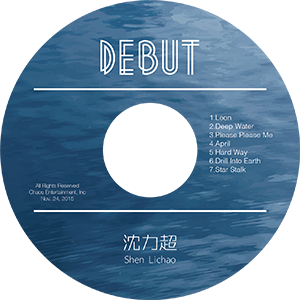 DEBUT
1.Leon
2.Deep Water
3.Please Please Me
4.April
5.Hard Way
6.Drill Into Earth
7.Star Stalk
All Rights Reserved
Chaos Entertainment, Inc
Nov. 24, 2015
沈力超
Shen Lichao